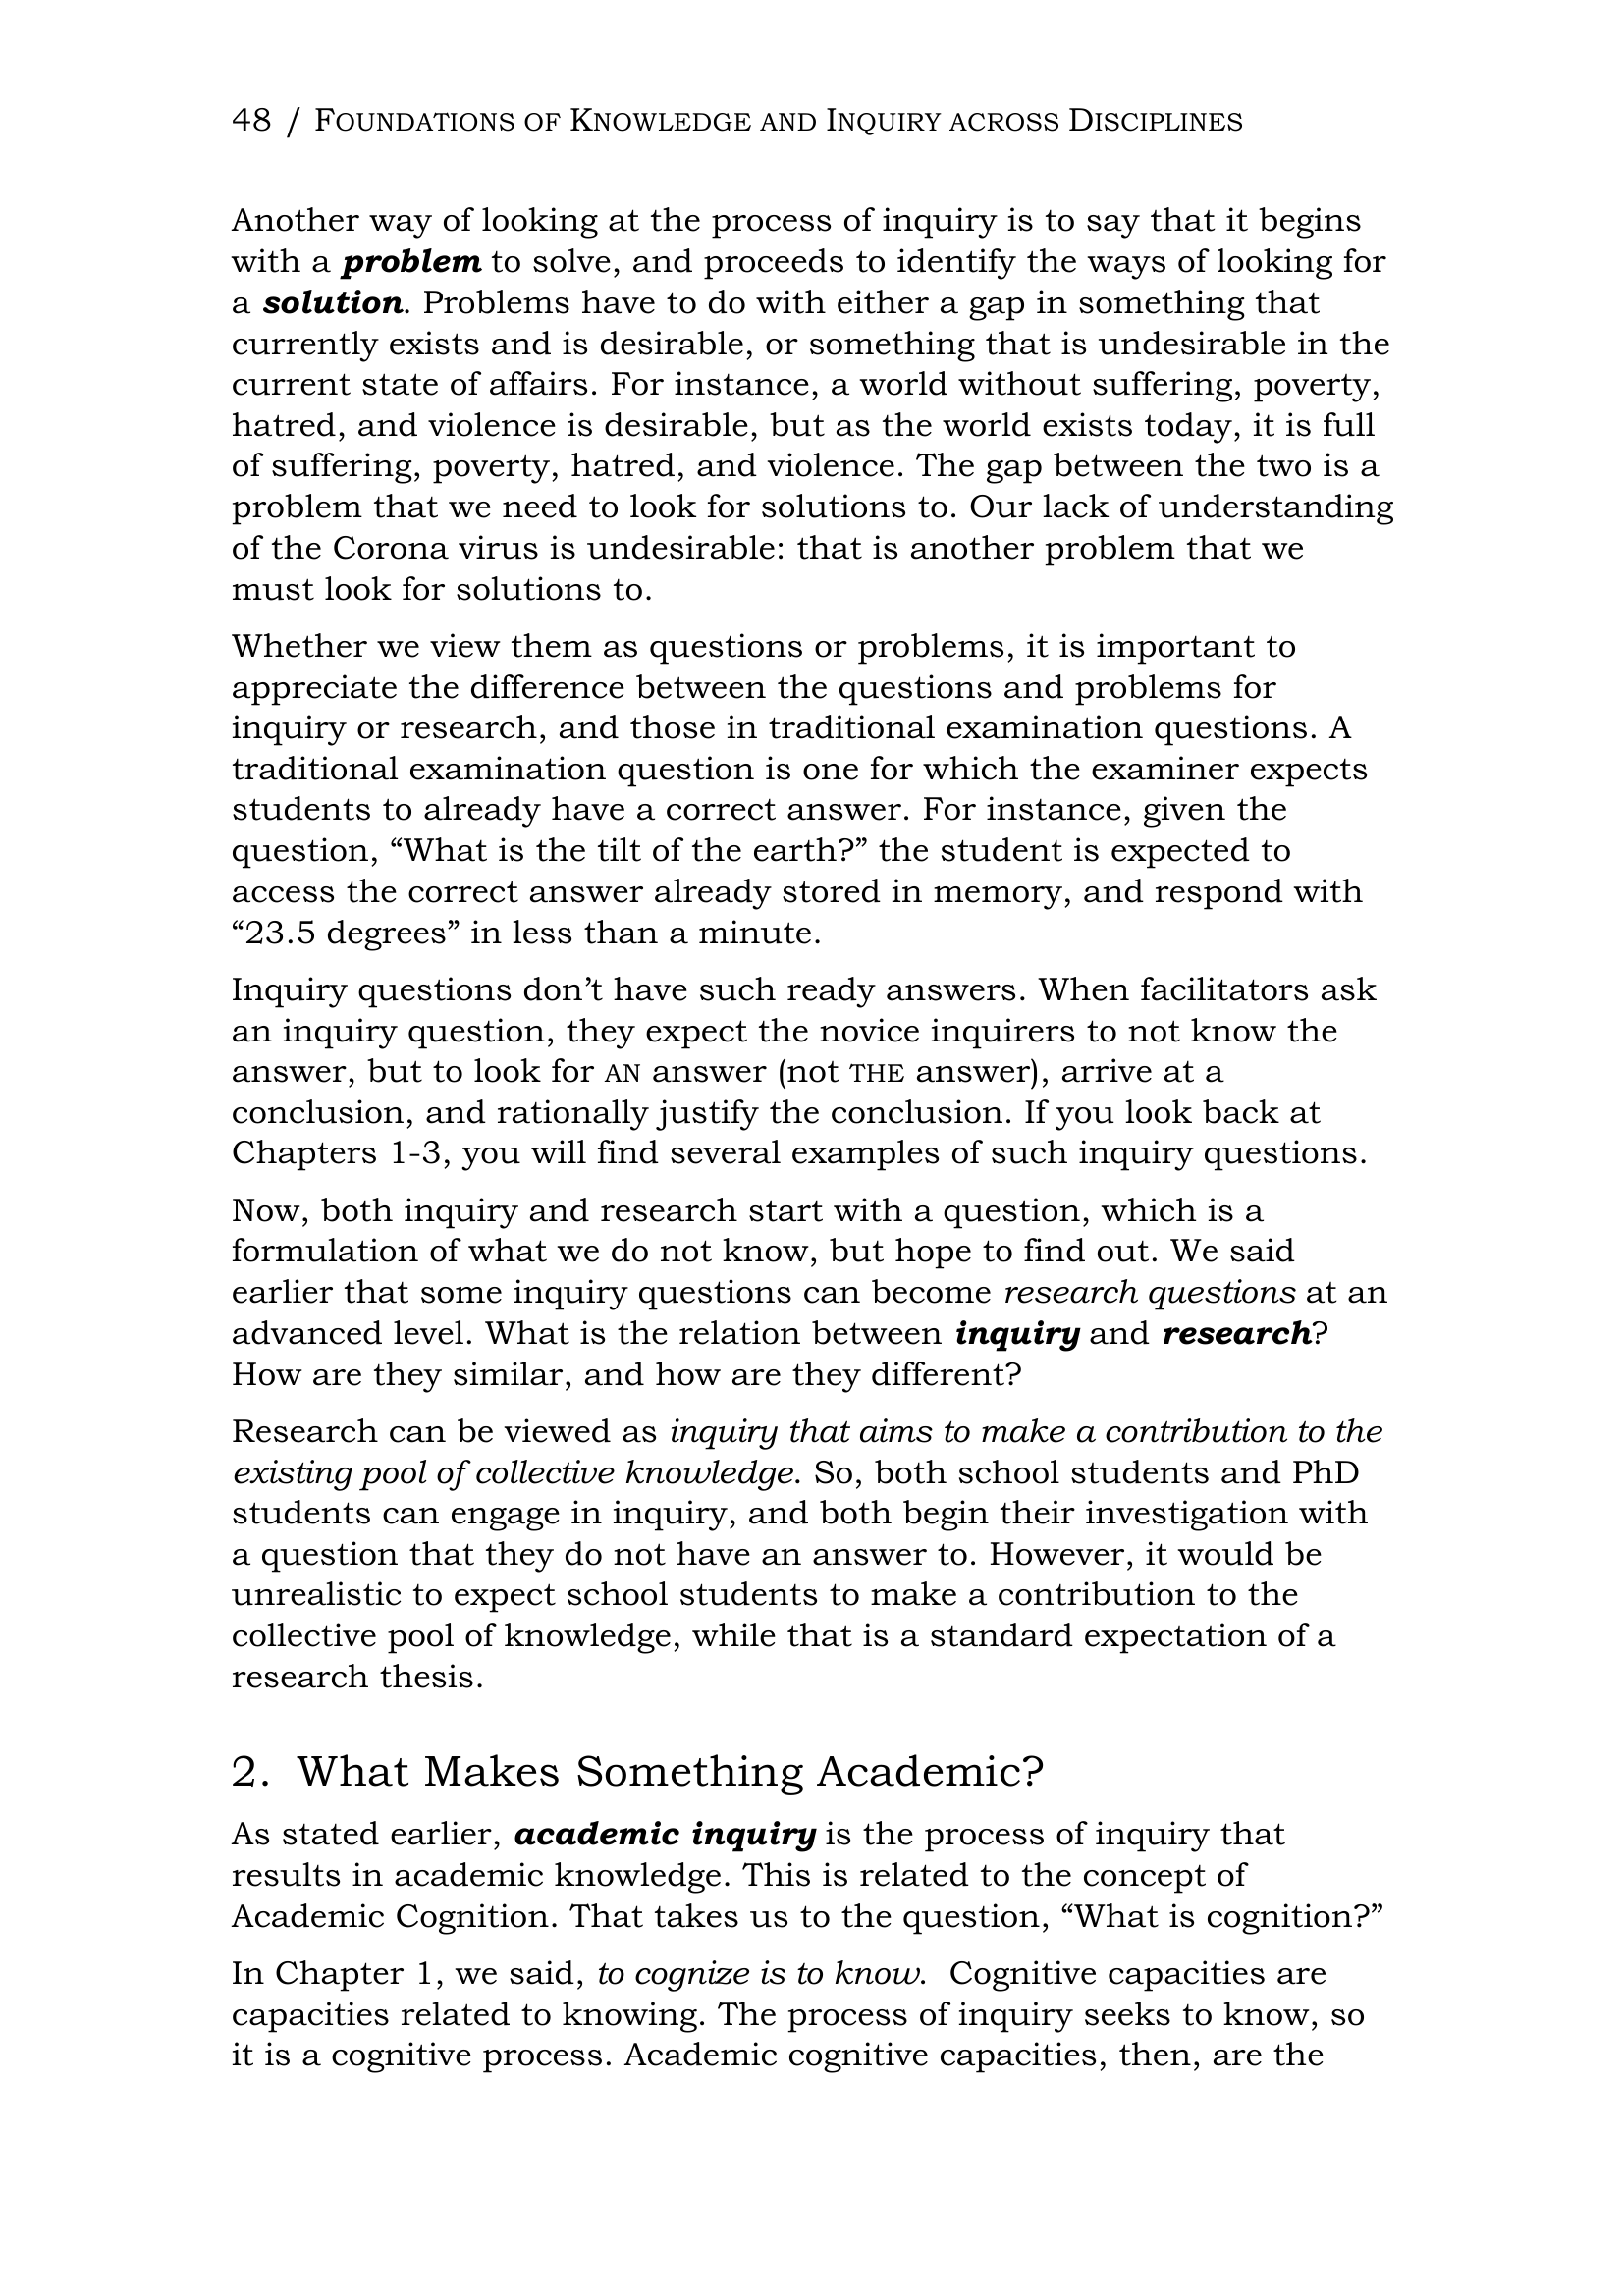 48 / FOUNDATIONS OF KNOWLEDGE AND INQUIRY ACROSS DISCIPLINES
Another way of looking at the process of inquiry is to say that it begins
with a problem to solve, and proceeds to identify the ways of looking for
a solution. Problems have to do with either a gap in something that
currently exists and is desirable, or something that is undesirable in the
current state of affairs. For instance, a world without suffering, poverty,
hatred, and violence is desirable, but as the world exists today, it is full
of suffering, poverty, hatred, and violence. The gap between the two is a
problem that we need to look for solutions to. Our lack of understanding
of the Corona virus is undesirable: that is another problem that we
must look for solutions to.
Whether we view them as questions or problems, it is important to
appreciate the difference between the questions and problems for
inquiry or research, and those in traditional examination questions. A
traditional examination question is one for which the examiner expects
students to already have a correct answer. For instance, given the
question, “What is the tilt of the earth?” the student is expected to
access the correct answer already stored in memory, and respond with
“23.5 degrees” in less than a minute.
Inquiry questions don’t have such ready answers. When facilitators ask
an inquiry question, they expect the novice inquirers to not know the
answer, but to look for AN answer (not THE answer), arrive at a
conclusion, and rationally justify the conclusion. If you look back at
Chapters 1-3, you will find several examples of such inquiry questions.
Now, both inquiry and research start with a question, which is a
formulation of what we do not know, but hope to find out. We said
earlier that some inquiry questions can become research questions at an
advanced level. What is the relation between inquiry and research?
How are they similar, and how are they different?
Research can be viewed as inquiry that aims to make a contribution to the
existing pool of collective knowledge. So, both school students and PhD
students can engage in inquiry, and both begin their investigation with
a question that they do not have an answer to. However, it would be
unrealistic to expect school students to make a contribution to the
collective pool of knowledge, while that is a standard expectation of a
research thesis.
2. What Makes Something Academic?
As stated earlier, academic inquiry is the process of inquiry that
results in academic knowledge. This is related to the concept of
Academic Cognition. That takes us to the question, “What is cognition?”
In Chapter 1, we said, to cognize is to know. Cognitive capacities are
capacities related to knowing. The process of inquiry seeks to know, so
it is a cognitive process. Academic cognitive capacities, then, are the